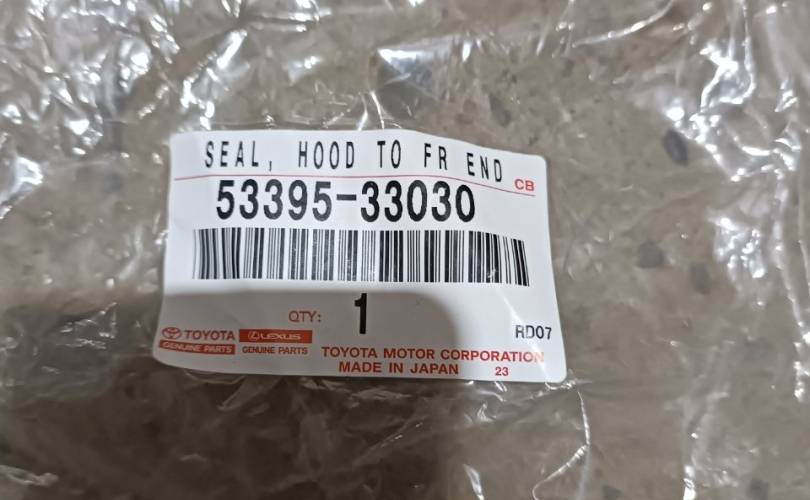 SEAL, HOOD TO FR END
CB
53395-33030
QTY: 1
RD07
TOYOTA LEXUS
GENUINE PARTS GENUINE PARTS
TOYOTA MOTOR CORPORATION
MADE IN JAPAN 23